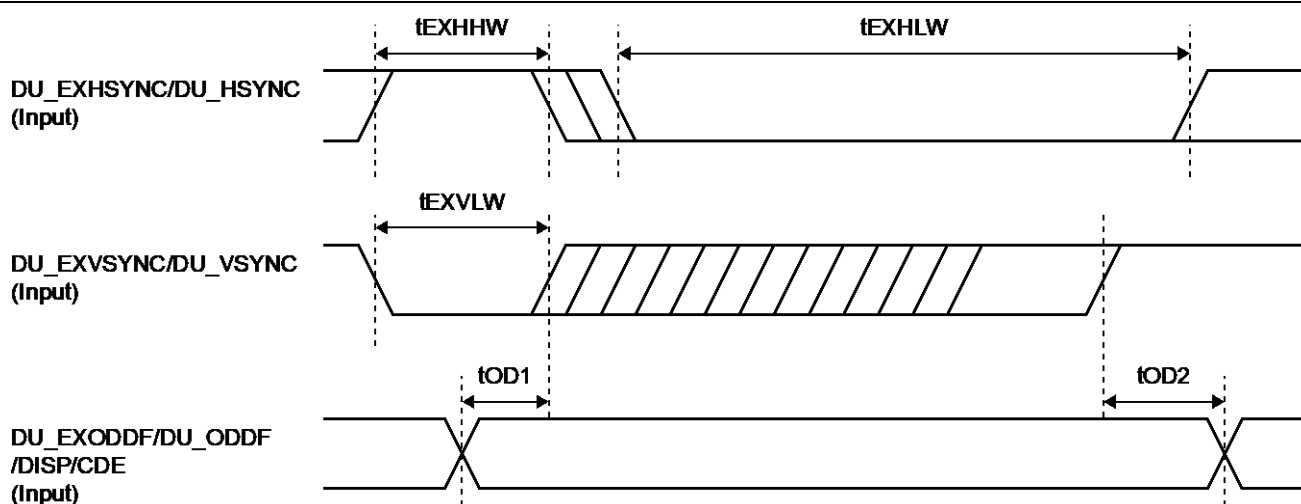 tEXHHW
tEXHLW
DU_EXHSYNC/DU_HSYNC
(Input)
tEXVLW
DU_EXVSYNC/DU_VSYNC
(Input)
tOD1
tOD2
DU_EXODDF/DU_ODDF
/DISP/CDE
(Input)